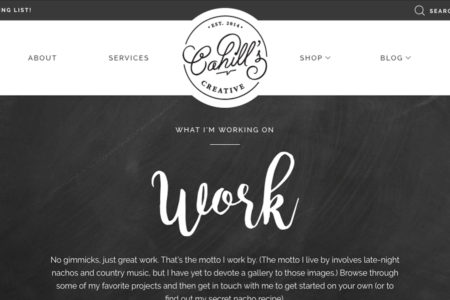 NG LIST!
SEARC
ABOUT
SERVICES
• EST. 2014 •
Cahill's
CREATIVE
SHOP
BLOG
WHAT I'M WORKING ON
Work
No gimmicks, just great work. That's the motto I work by. (The motto I live by involves late-night
nachos and country music, but I have yet to devote a gallery to those images.) Browse through
some of my favorite projects and then get in touch with me to get started on your own (or to
find out my secret nacho recipe).